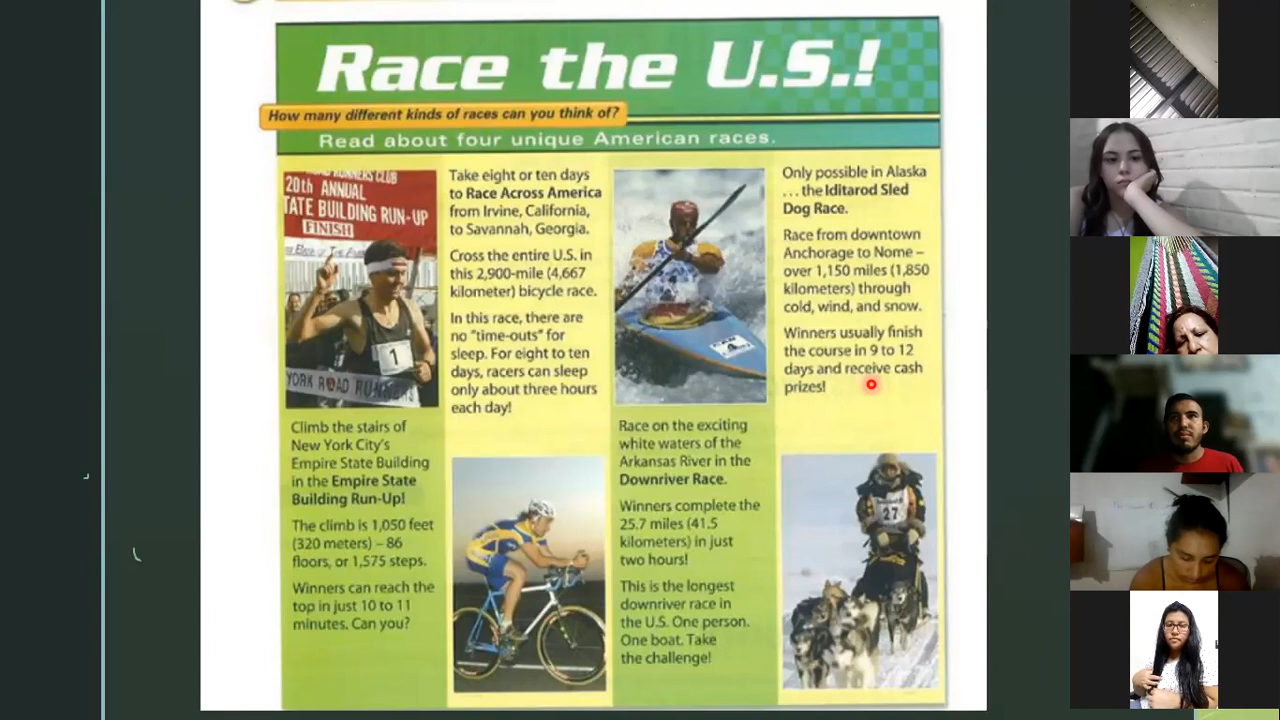 Race the U.S.!
How many different kinds of races can you think of?
Read about four unique American races.
20th ANNUAL
BUILDING RUN-UP
FINISH
1
YORK ROAD RUNNERS
Climb the stairs of
New York City's
Empire State Building
in the Empire State
Building Run-Up!
The climb is 1,050 feet
(320 meters) – 86
floors, or 1,575 steps.
Winners can reach the
top in just 10 to 11
minutes. Can you?
Take eight or ten days
to Race Across America
from Irvine, California,
to Savannah, Georgia.
Cross the entire U.S. in
this 2,900-mile (4,667
kilometer) bicycle race.
In this race, there are
no "time-outs" for
sleep. For eight to ten
days, racers can sleep
only about three hours
each day!
Race on the exciting
white waters of the
Arkansas River in the
Downriver Race.
Winners complete the
25.7 miles (41.5
kilometers) in just
two hours!
This is the longest
downriver race in
the U.S. One person.
One boat. Take
the challenge!
Only possible in Alaska
. . . the Iditarod Sled
Dog Race.
Race from downtown
Anchorage to Nome –
over 1,150 miles (1,850
kilometers) through
cold, wind, and snow.
Winners usually finish
the course in 9 to 12
days and receive cash
prizes!
27